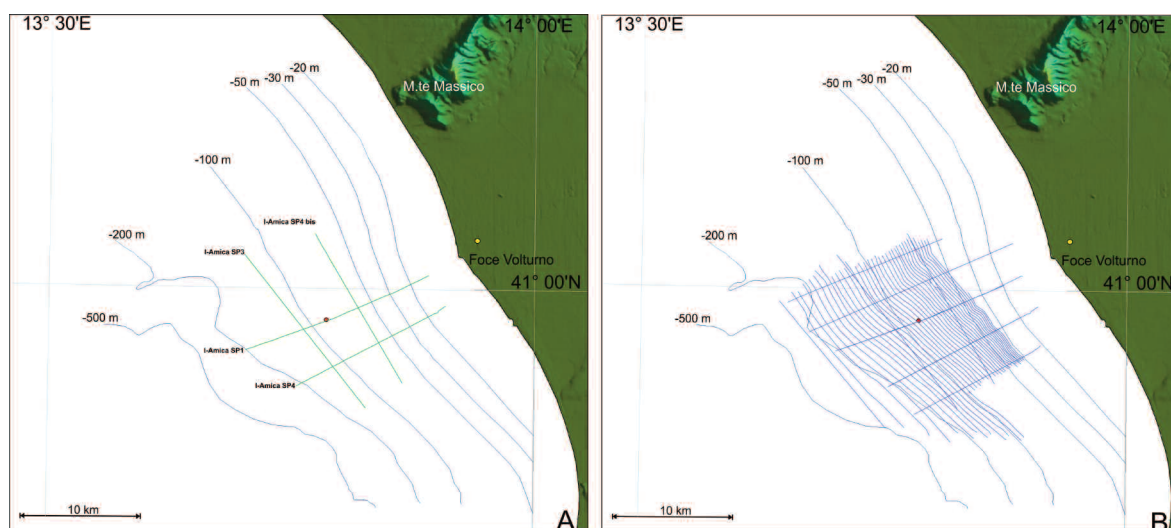 13° 30'E
14° 00'E
-20 m
-30 m
-50 m
M.te Massico
-100 m
I-Amica SP4 bis
-200 m
I-Amica SP3
Foce Volturno
41° 00'N
-500 m
I-Amica SP1
I-Amica SP4
10 km
A
13° 30'E
14° 00'E
-20 m
-30 m
-50 m
M.te Massico
-100 m
-200 m
Foce Volturno
41° 00'N
-500 m
10 km
B